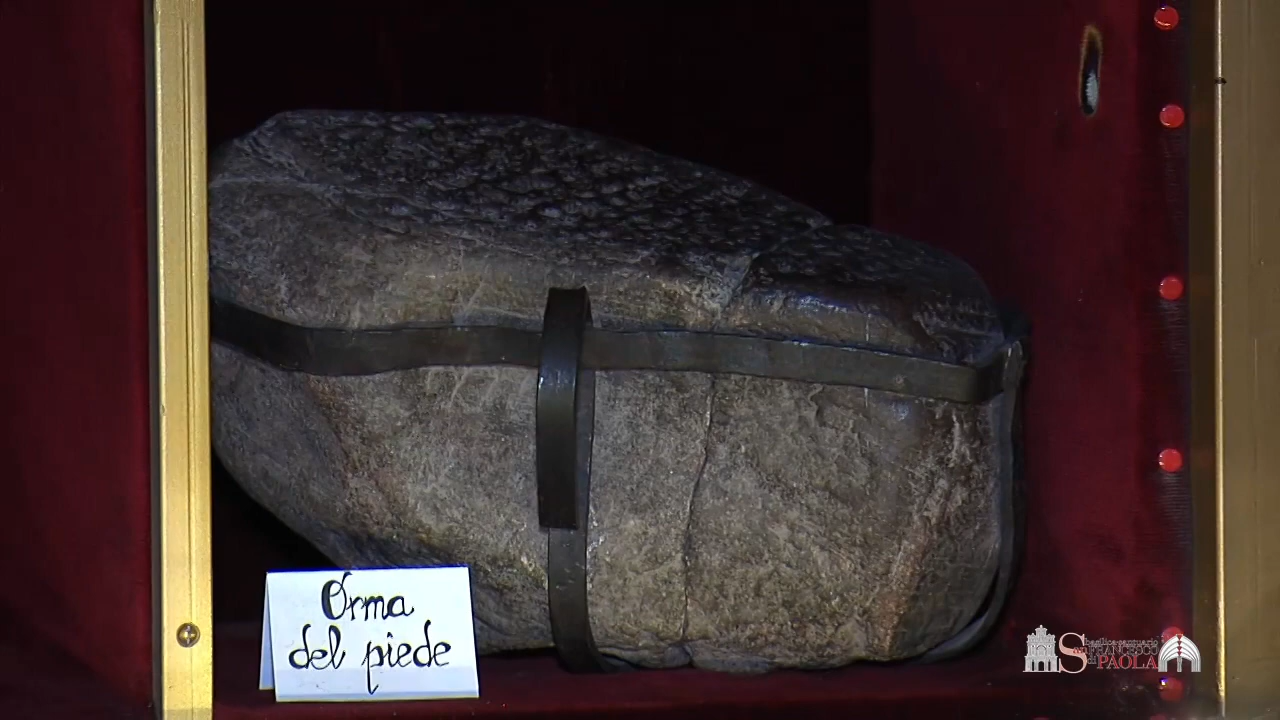 Orma
del piede
basilica-santuario
San FRANCESCO
di PAOLA